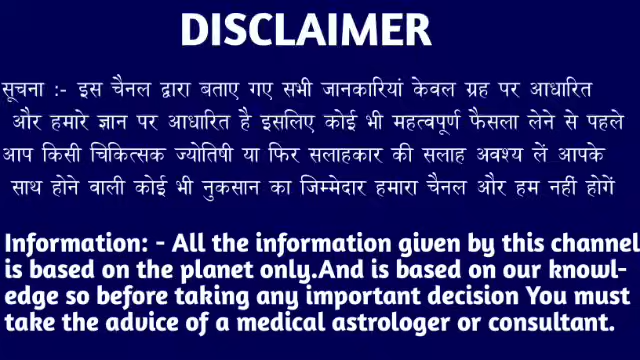 DISCLAIMER
सूचना :- इस चैनल द्वारा बताए गए सभी जानकारियां केवल ग्रह पर आधारित
और हमारे ज्ञान पर आधारित है इसलिए कोई भी महत्वपूर्ण फैसला लेने से पहले
आप किसी चिकित्सक ज्योतिषी या फिर सलाहकार की सलाह अवश्य लें आपके
साथ होने वाली कोई भी नुकसान का जिम्मेदार हमारा चैनल और हम नहीं होगें
Information: - All the information given by this channel
is based on the planet only.And is based on our knowl-
edge so before taking any important decision You must
take the advice of a medical astrologer or consultant.